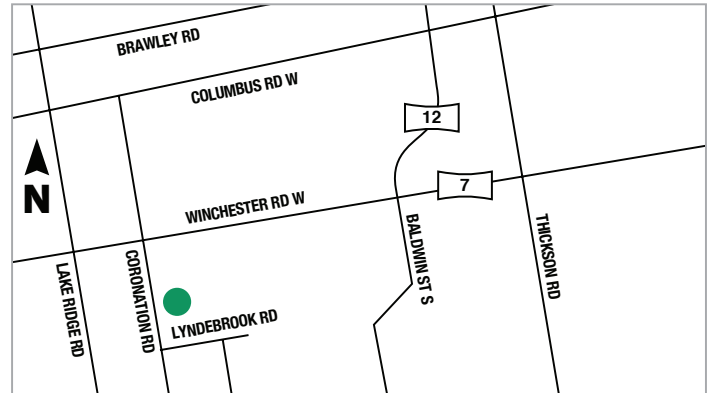 BRAWLEY RD
COLUMBUS RD W
12
N
7
WINCHESTER RD W
BALDWIN ST S
THICKSON RD
LAKE RIDGE RD
CORONATION RD
LYNDEBROOK RD